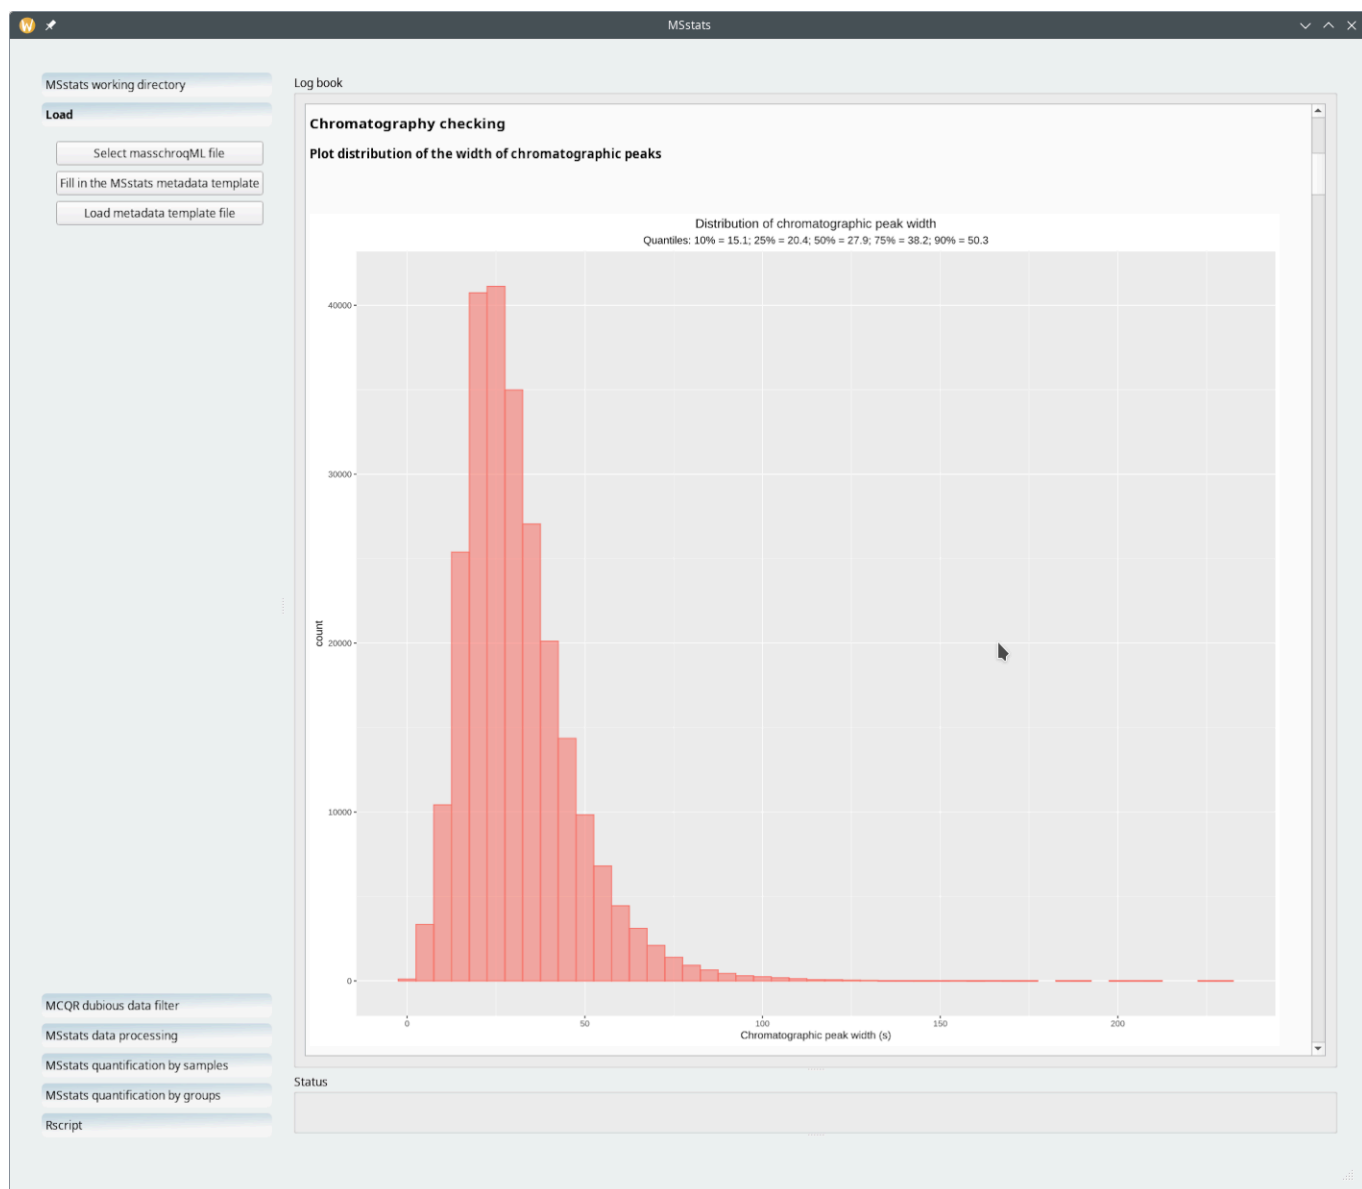 MSstats
MSstats working directory
Load
Select masschroqML file
Fill in the MSstats metadata template
Load metadata template file
MCQR dubious data filter
MSstats data processing
MSstats quantification by samples
MSstats quantification by groups
Rscript
Log book
Chromatography checking
Plot distribution of the width of chromatographic peaks
Distribution of chromatographic peak width
Quantiles: 10% = 15.1; 25% = 20.4; 50% = 27.9; 75% = 38.2; 90% = 50.3
40000
30000
20000
10000
0
count
0 50 100 150 200
Chromatographic peak width (s)
Status